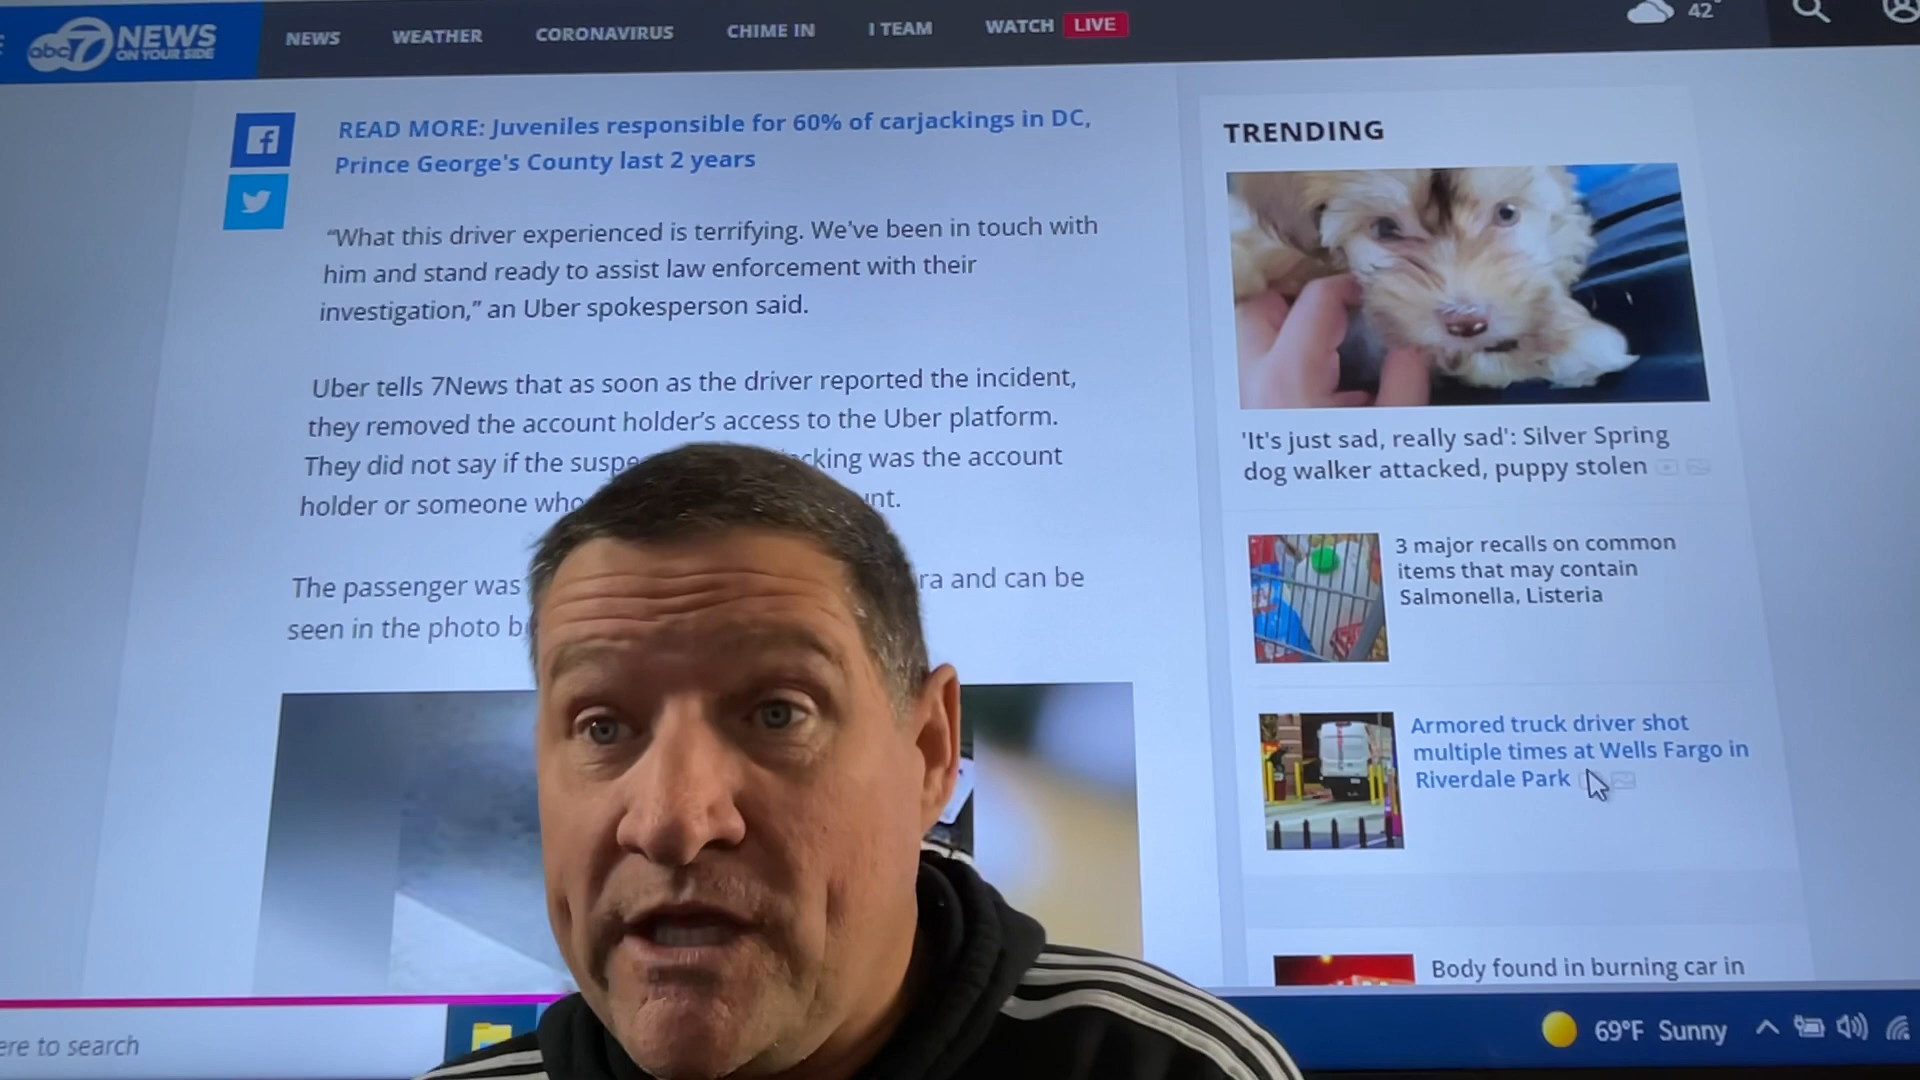 abc 7 NEWS
ON YOUR SIDE
NEWS
WEATHER
CORONAVIRUS
CHIME IN
I TEAM
WATCH LIVE
42°
READ MORE: Juveniles responsible for 60% of carjackings in DC,
Prince George's County last 2 years
“What this driver experienced is terrifying. We've been in touch with
him and stand ready to assist law enforcement with their
investigation,” an Uber spokesperson said.
Uber tells 7News that as soon as the driver reported the incident,
they removed the account holder’s access to the Uber platform.
They did not say if the was the account
holder or someone
The passenger was and can be
seen in the photo
TRENDING
'It's just sad, really sad': Silver Spring
dog walker attacked, puppy stolen
3 major recalls on common
items that may contain
Salmonella, Listeria
Armored truck driver shot
multiple times at Wells Fargo in
Riverdale Park
Body found in burning car in
to search
69°F Sunny